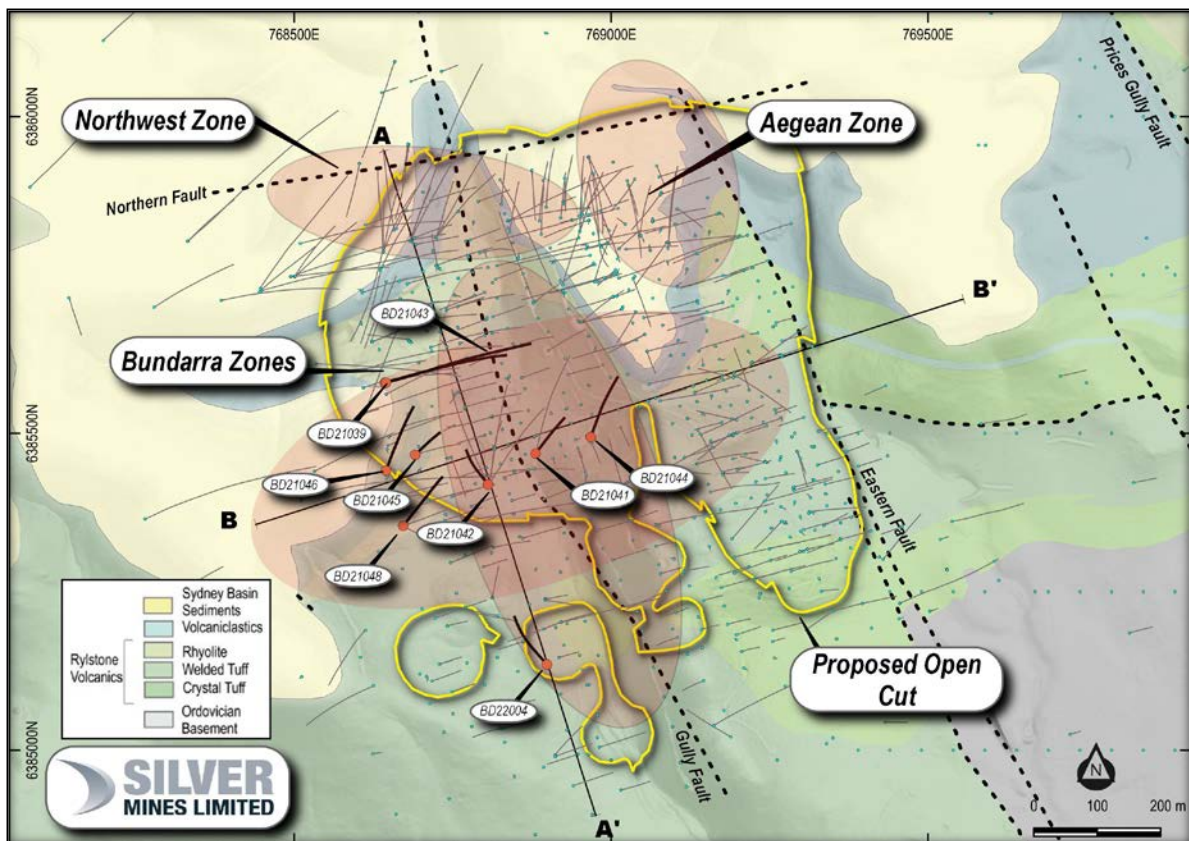 768500E
769000E
769500E
6386000N
6385500N
6385000N
Prices Gully Fault
Northwest Zone
A
Aegean Zone
Northern Fault
B'
BD21043
Bundarra Zones
BD21039
BD21046
BD21045
BD21044
BD21041
B
BD21042
Eastern Fault
BD21048
Sydney Basin
Sediments
Volcaniclastics
Rylstone
Volcanics
Rhyolite
Welded Tuff
Crystal Tuff
Ordovician
Basement
Proposed Open
Cut
BD22004
Gully Fault
N
SILVER
MINES LIMITED
A'
0 100 200 m